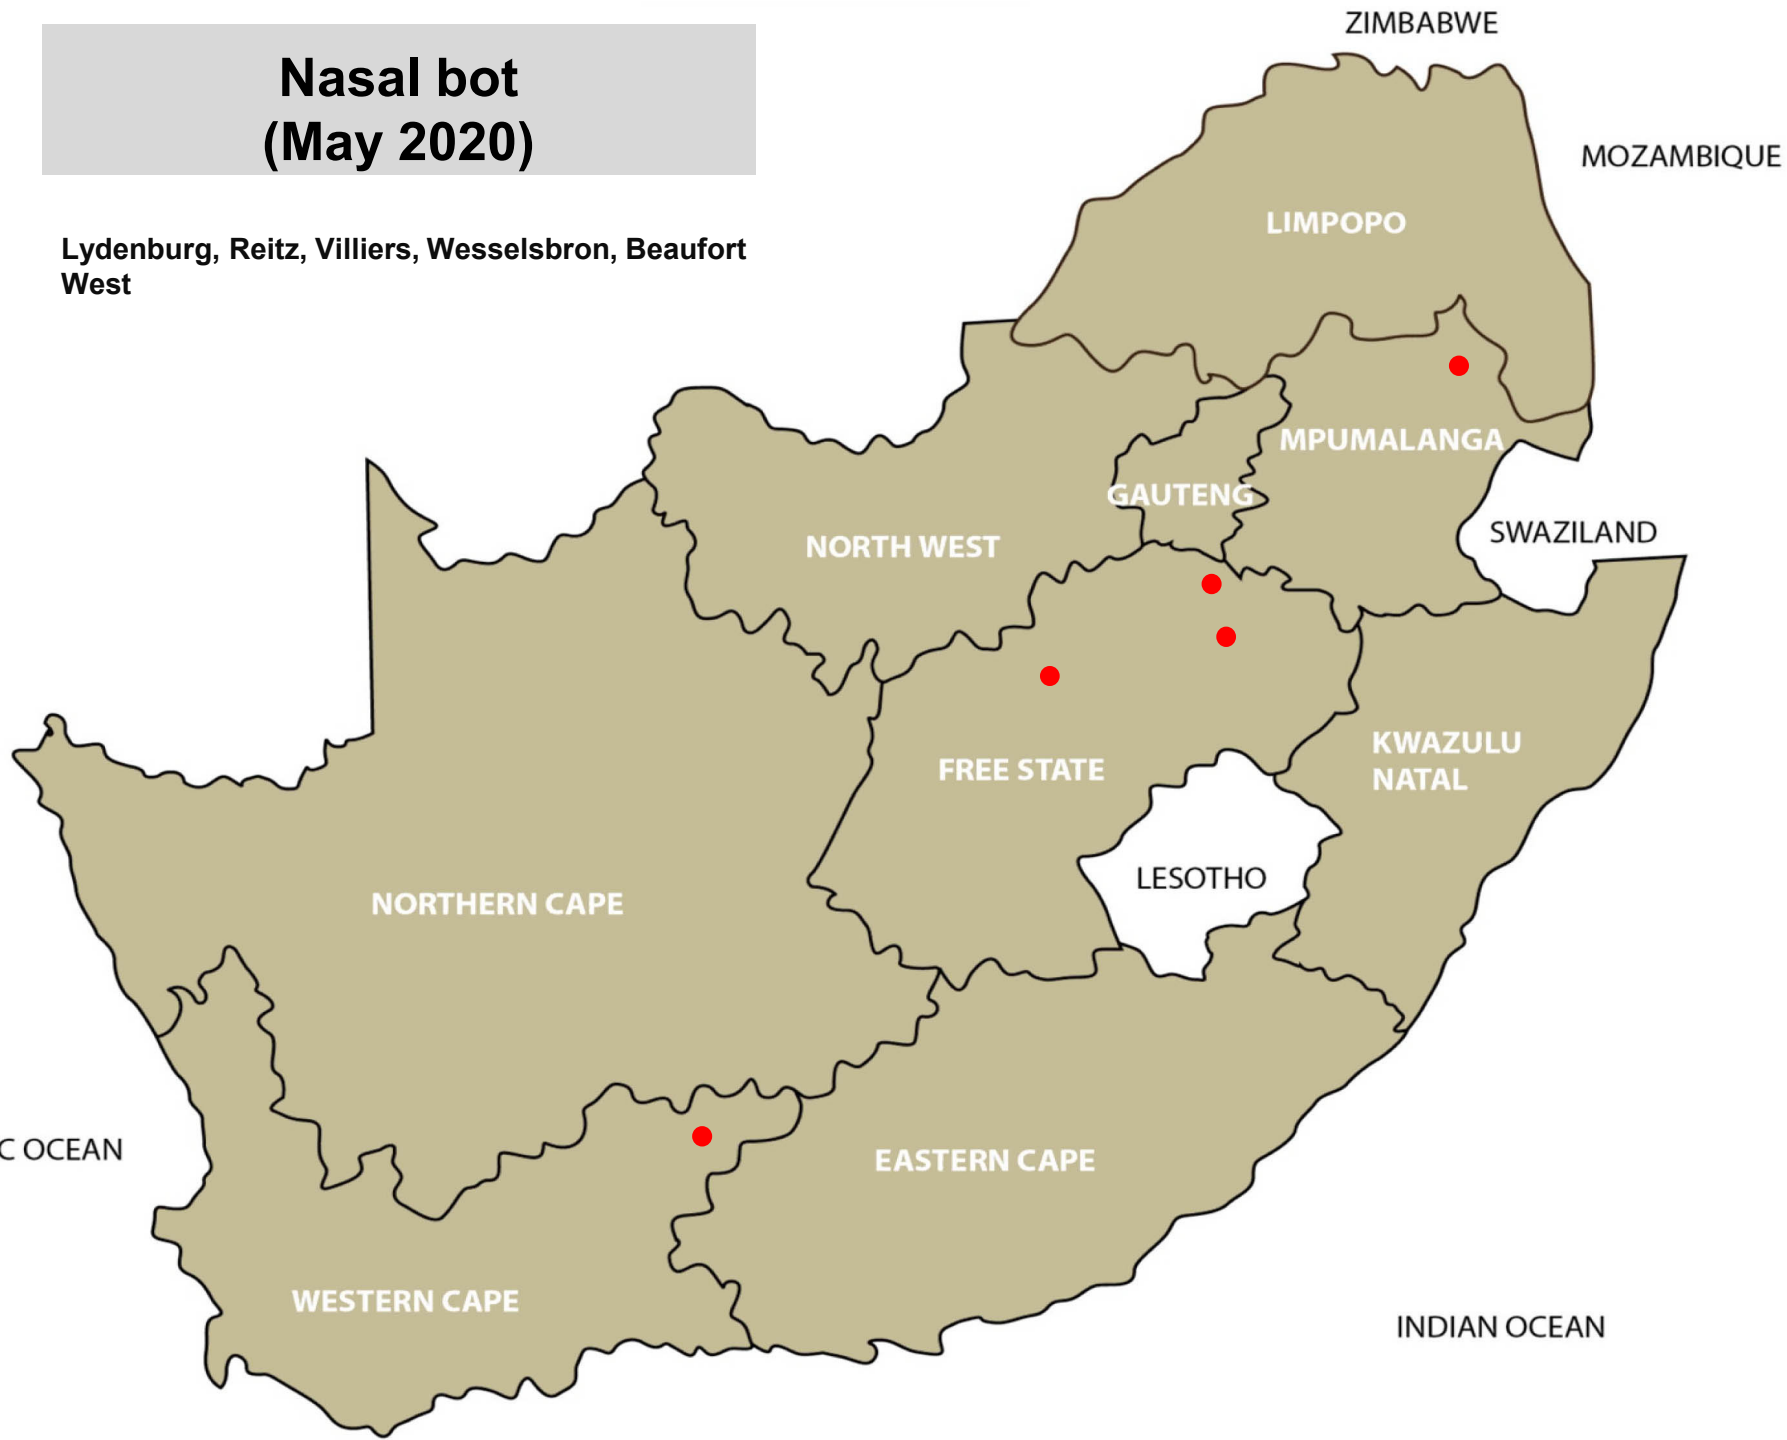 Nasal bot
(May 2020)
Lydenburg, Reitz, Villiers, Wesselsbron, Beaufort
West
ZIMBABWE
MOZAMBIQUE
LIMPOPO
MPUMALANGA
GAUTENG
SWAZILAND
NORTH WEST
KWAZULU
NATAL
FREE STATE
LESOTHO
NORTHERN CAPE
C OCEAN
EASTERN CAPE
WESTERN CAPE
INDIAN OCEAN